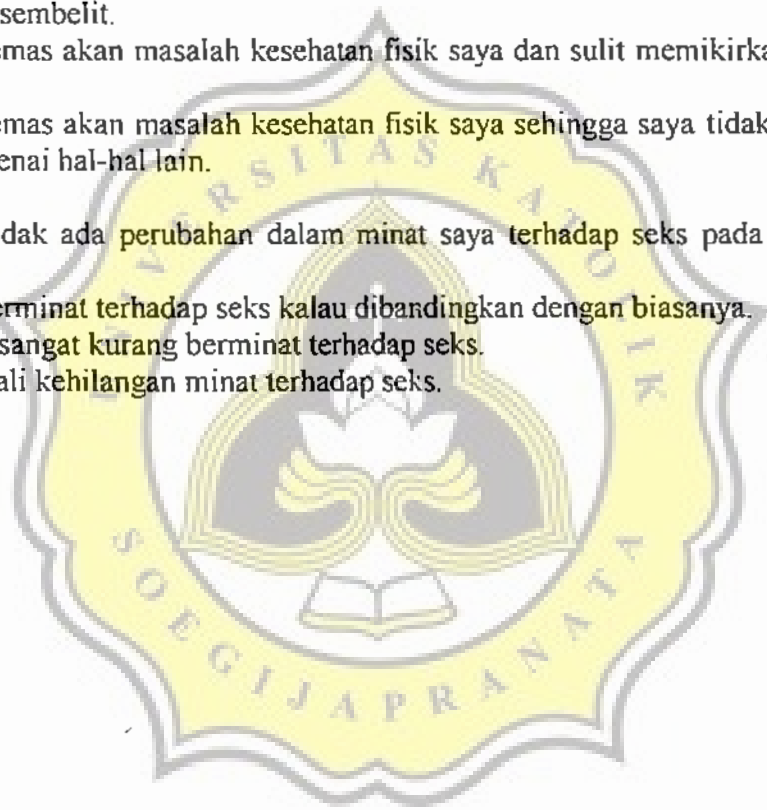 sembelit.
emas akan masalah kesehatan fisik saya dan sulit memikirka
emas akan masalah kesehatan fisik saya sehingga saya tidak
enai hal-hal lain.
dak ada perubahan dalam minat saya terhadap seks pada
erminat terhadap seks kalau dibandingkan dengan biasanya.
sangat kurang berminat terhadap seks.
ali kehilangan minat terhadap seks.
UNIVERSITAS KATOLIK
SOEGIJAPRANATA